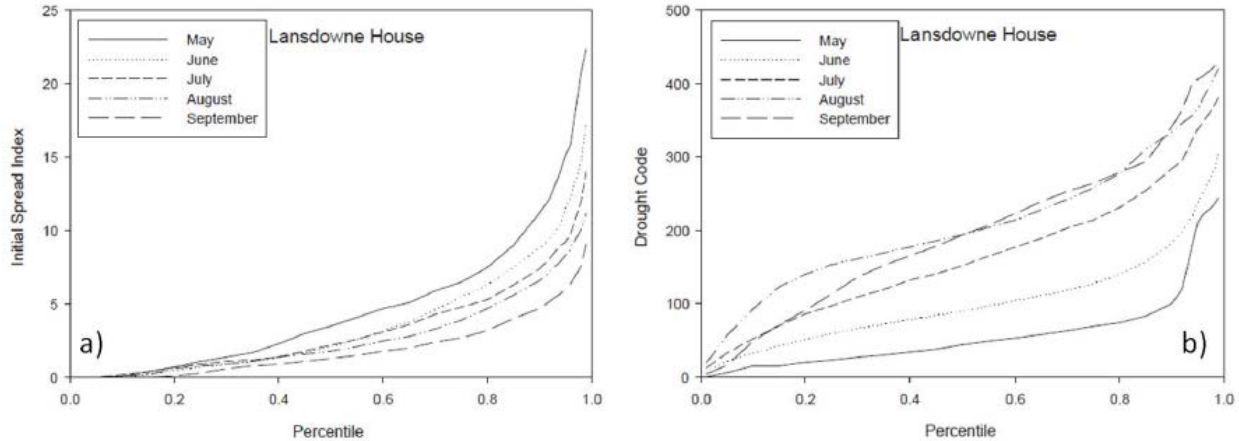 Lansdowne House
May
June
July
August
September
25
20
15
10
5
0
Initial Spread Index
0.0 0.2 0.4 0.6 0.8 1.0
Percentile
a)
Lansdowne House
May
June
July
August
September
500
400
300
200
100
0
Drought Code
0.0 0.2 0.4 0.6 0.8 1.0
Percentile
b)